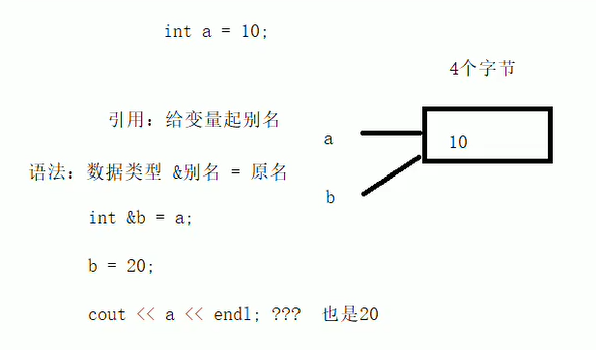 int a = 10;
4个字节
引用：给变量起别名
a
10
语法：数据类型 &别名 = 原名
b
int &b = a;
b = 20;
cout << a << endl; ??? 也是20